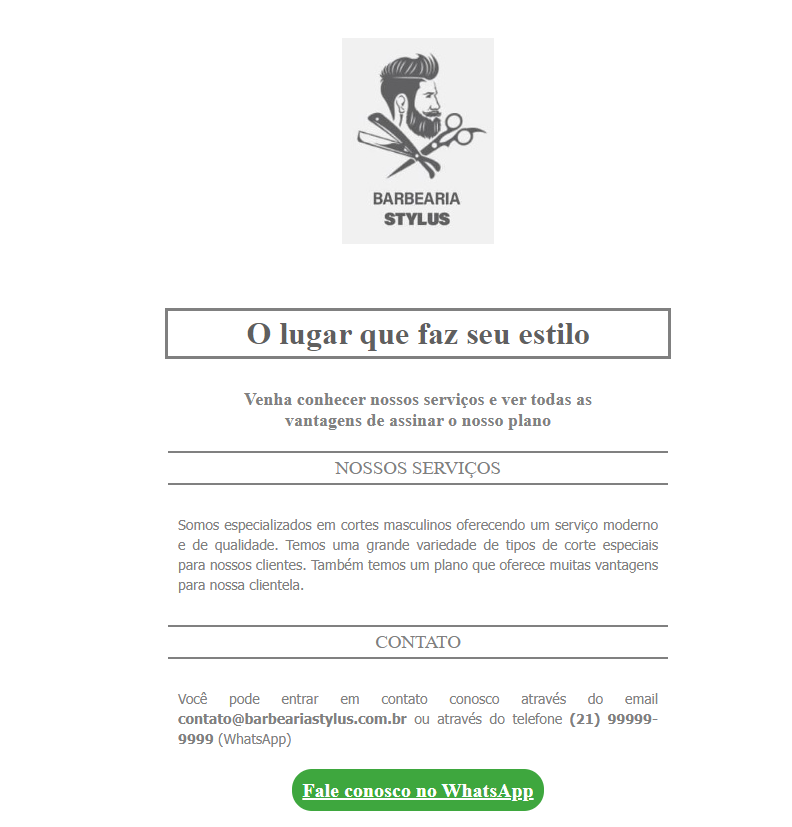 BARBEARIA
STYLUS
O lugar que faz seu estilo
Venha conhecer nossos serviços e ver todas as
vantagens de assinar o nosso plano
NOSSOS SERVIÇOS
Somos especializados em cortes masculinos oferecendo um serviço moderno
e de qualidade. Temos uma grande variedade de tipos de corte especiais
para nossos clientes. Também temos um plano que oferece muitas vantagens
para nossa clientela.
CONTATO
Você pode entrar em contato conosco através do email
contato@barbeariastylus.com.br ou através do telefone (21) 99999-
9999 (WhatsApp)
Fale conosco no WhatsApp